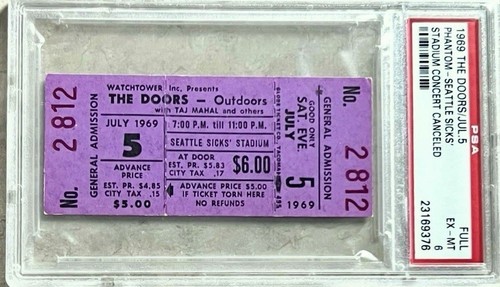 No. 2 812
GENERAL ADMISSION
WATCHTOWER Inc. Presents
THE DOORS — Outdoors
with TAJ MAHAL and others
JULY 1969
5
ADVANCE
PRICE
EST. PR. $4.85
CITY TAX .15
$5.00
7:00 P.M. till 11:00 P.M.
SEATTLE SICKS' STADIUM
AT DOOR
EST. PR. $5.83
CITY TAX .17
$6.00
ADVANCE PRICE $5.00
IF TICKET TORN HERE
NO REFUNDS
GOOD ONLY
SAT. EVE.
JULY
5
1969
GENERAL ADMISSION
No. 2 812
1969 THE DOORS/JUL.5
PHANTOM - SEATTLE SICKS'
STADIUM CONCERT CANCELED
PSA
FULL
EX-MT
6
23169376